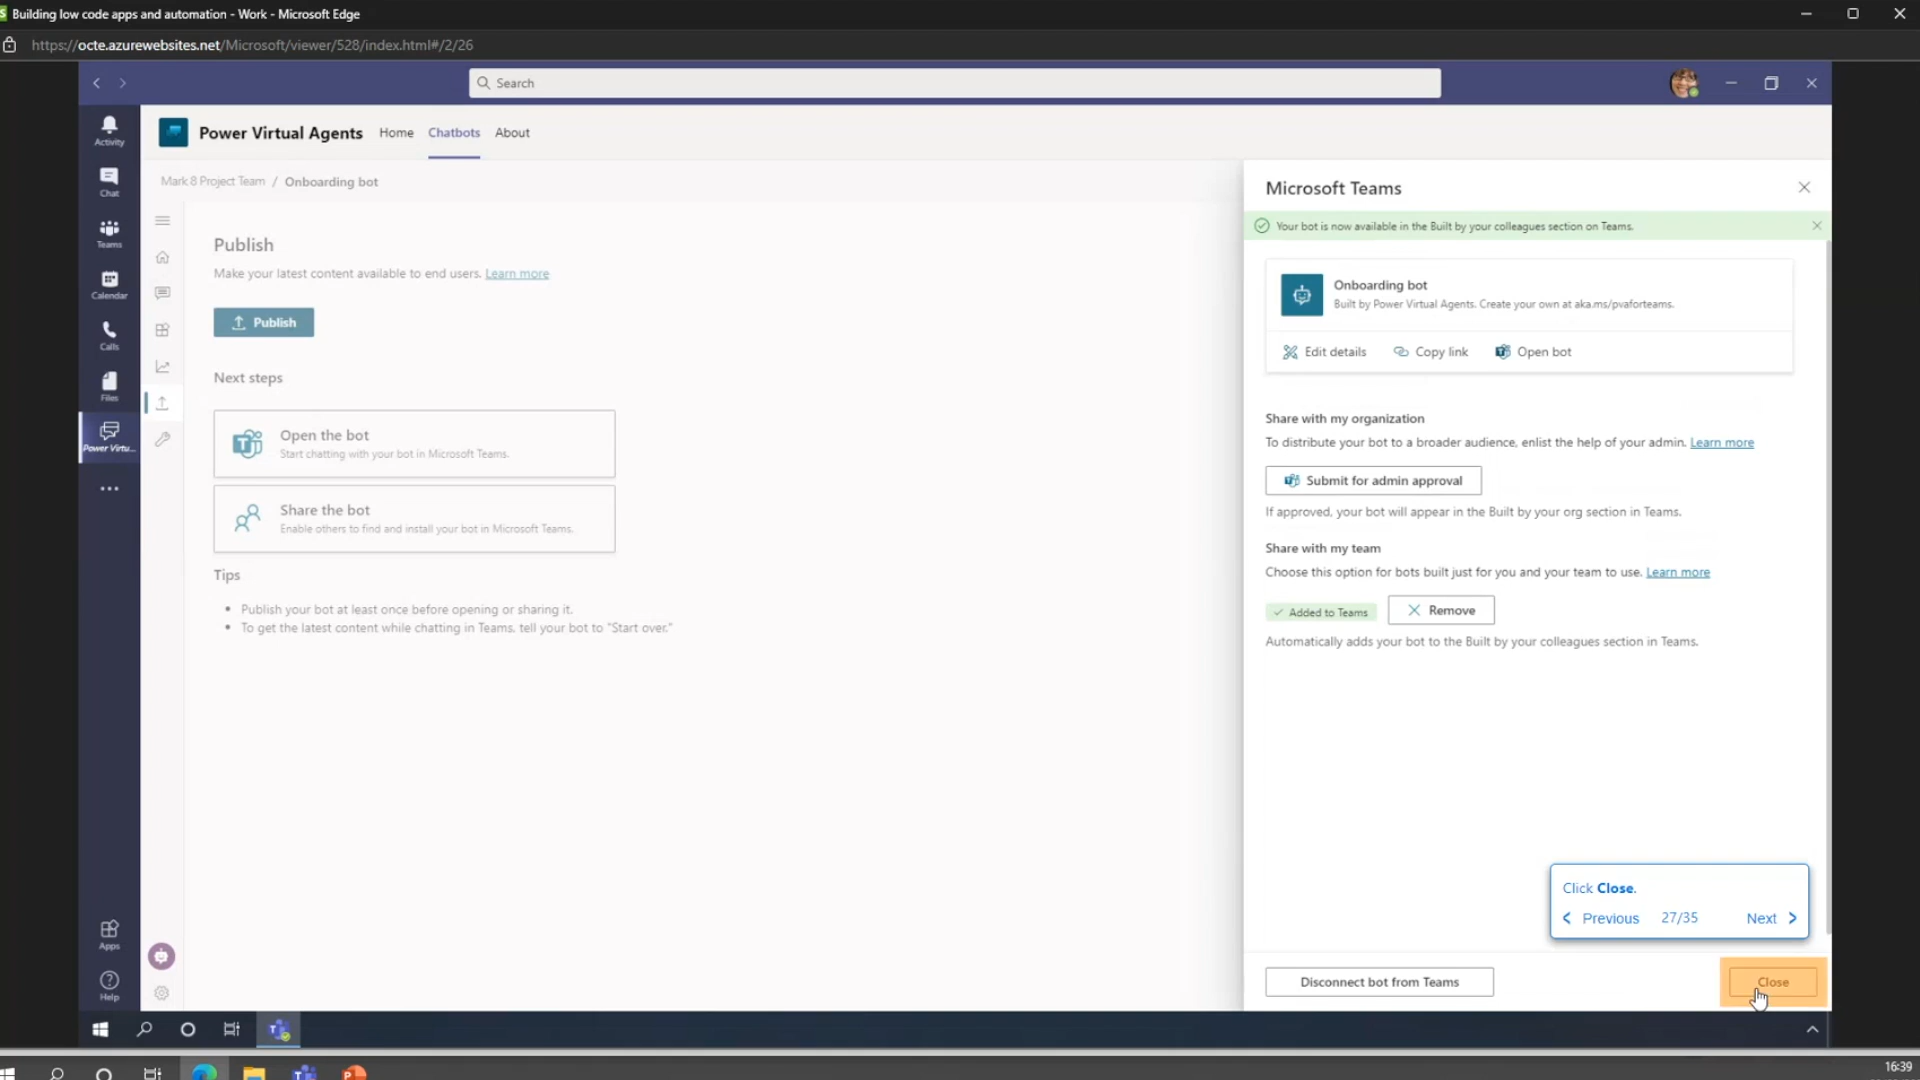 Building low code apps and automation - Work - Microsoft Edge
https://octe.azurewebsites.net/Microsoft/viewer/528/index.html#/2/26
Search
Activity
Chat
Teams
Calendar
Calls
Files
Power Virtu...
Apps
Help
Power Virtual Agents
Home
Chatbots
About
Mark 8 Project Team / Onboarding bot
Publish
Make your latest content available to end users. Learn more
Publish
Next steps
Open the bot
Start chatting with your bot in Microsoft Teams.
Share the bot
Enable others to find and install your bot in Microsoft Teams.
Tips
Publish your bot at least once before opening or sharing it.
To get the latest content while chatting in Teams, tell your bot to "Start over."
Microsoft Teams
Your bot is now available in the Built by your colleagues section on Teams.
Onboarding bot
Built by Power Virtual Agents. Create your own at aka.ms/pvaforteams.
Edit details
Copy link
Open bot
Share with my organization
To distribute your bot to a broader audience, enlist the help of your admin. Learn more
Submit for admin approval
If approved, your bot will appear in the Built by your org section in Teams.
Share with my team
Choose this option for bots built just for you and your team to use. Learn more
Added to Teams
Remove
Automatically adds your bot to the Built by your colleagues section in Teams.
Click Close.
Previous 27/35 Next
Disconnect bot from Teams
Close
16:39